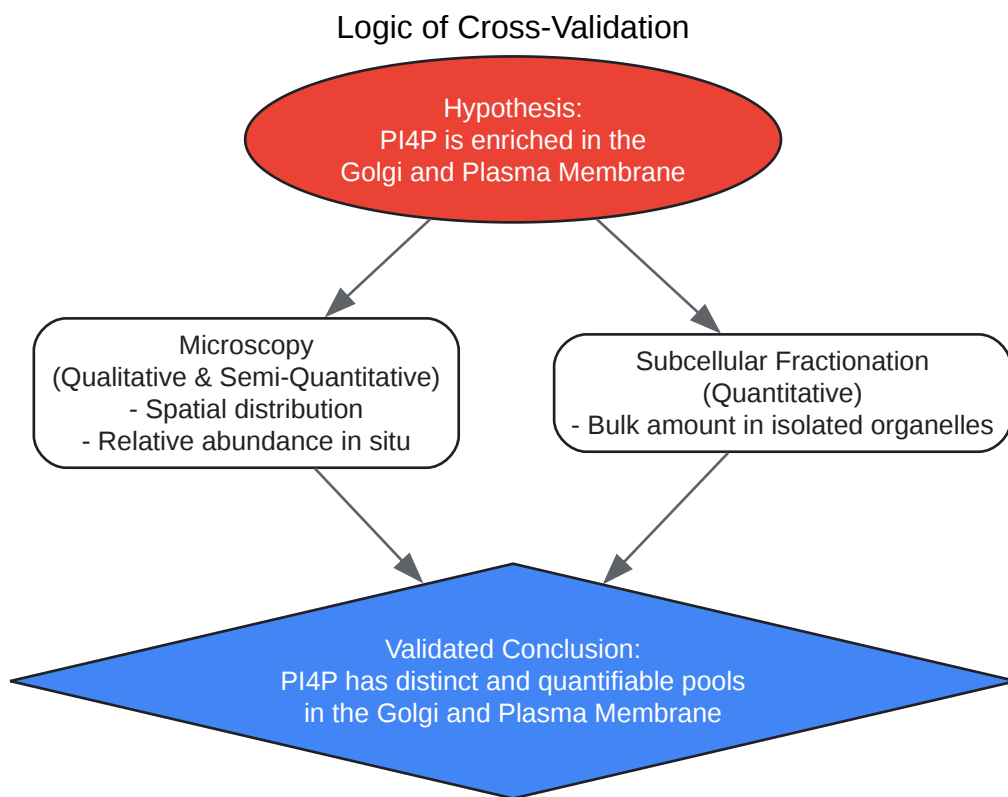 Logic of Cross-Validation
Hypothesis:
PI4P is enriched in the
Golgi and Plasma Membrane
Microscopy
(Qualitative & Semi-Quantitative)
- Spatial distribution
- Relative abundance in situ
Subcellular Fractionation
(Quantitative)
- Bulk amount in isolated organelles
Validated Conclusion:
PI4P has distinct and quantifiable pools
in the Golgi and Plasma Membrane